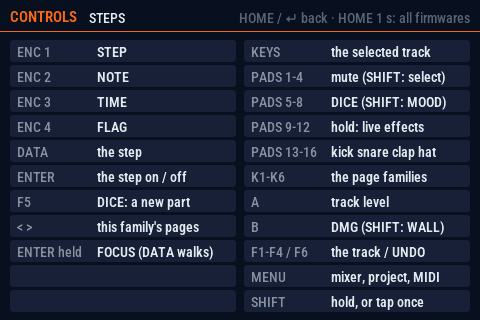 CONTROLS STEPS HOME / ↵ back · HOME 1 s: all firmwares
ENC 1 STEP
ENC 2 NOTE
ENC 3 TIME
ENC 4 FLAG
DATA the step
ENTER the step on / off
F5 DICE: a new part
< > this family's pages
ENTER held FOCUS (DATA walks)
KEYS the selected track
PADS 1-4 mute (SHIFT: select)
PADS 5-8 DICE (SHIFT: MOOD)
PADS 9-12 hold: live effects
PADS 13-16 kick snare clap hat
K1-K6 the page families
A track level
B DMG (SHIFT: WALL)
F1-F4 / F6 the track / UNDO
MENU mixer, project, MIDI
SHIFT hold, or tap once